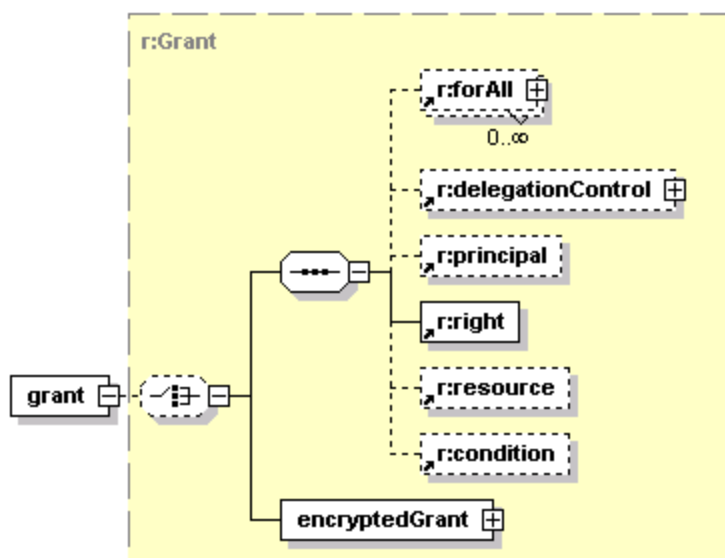 r:Grant
r:forAll
0..∞
r:delegationControl
r:principal
r:right
grant
r:resource
r:condition
encryptedGrant